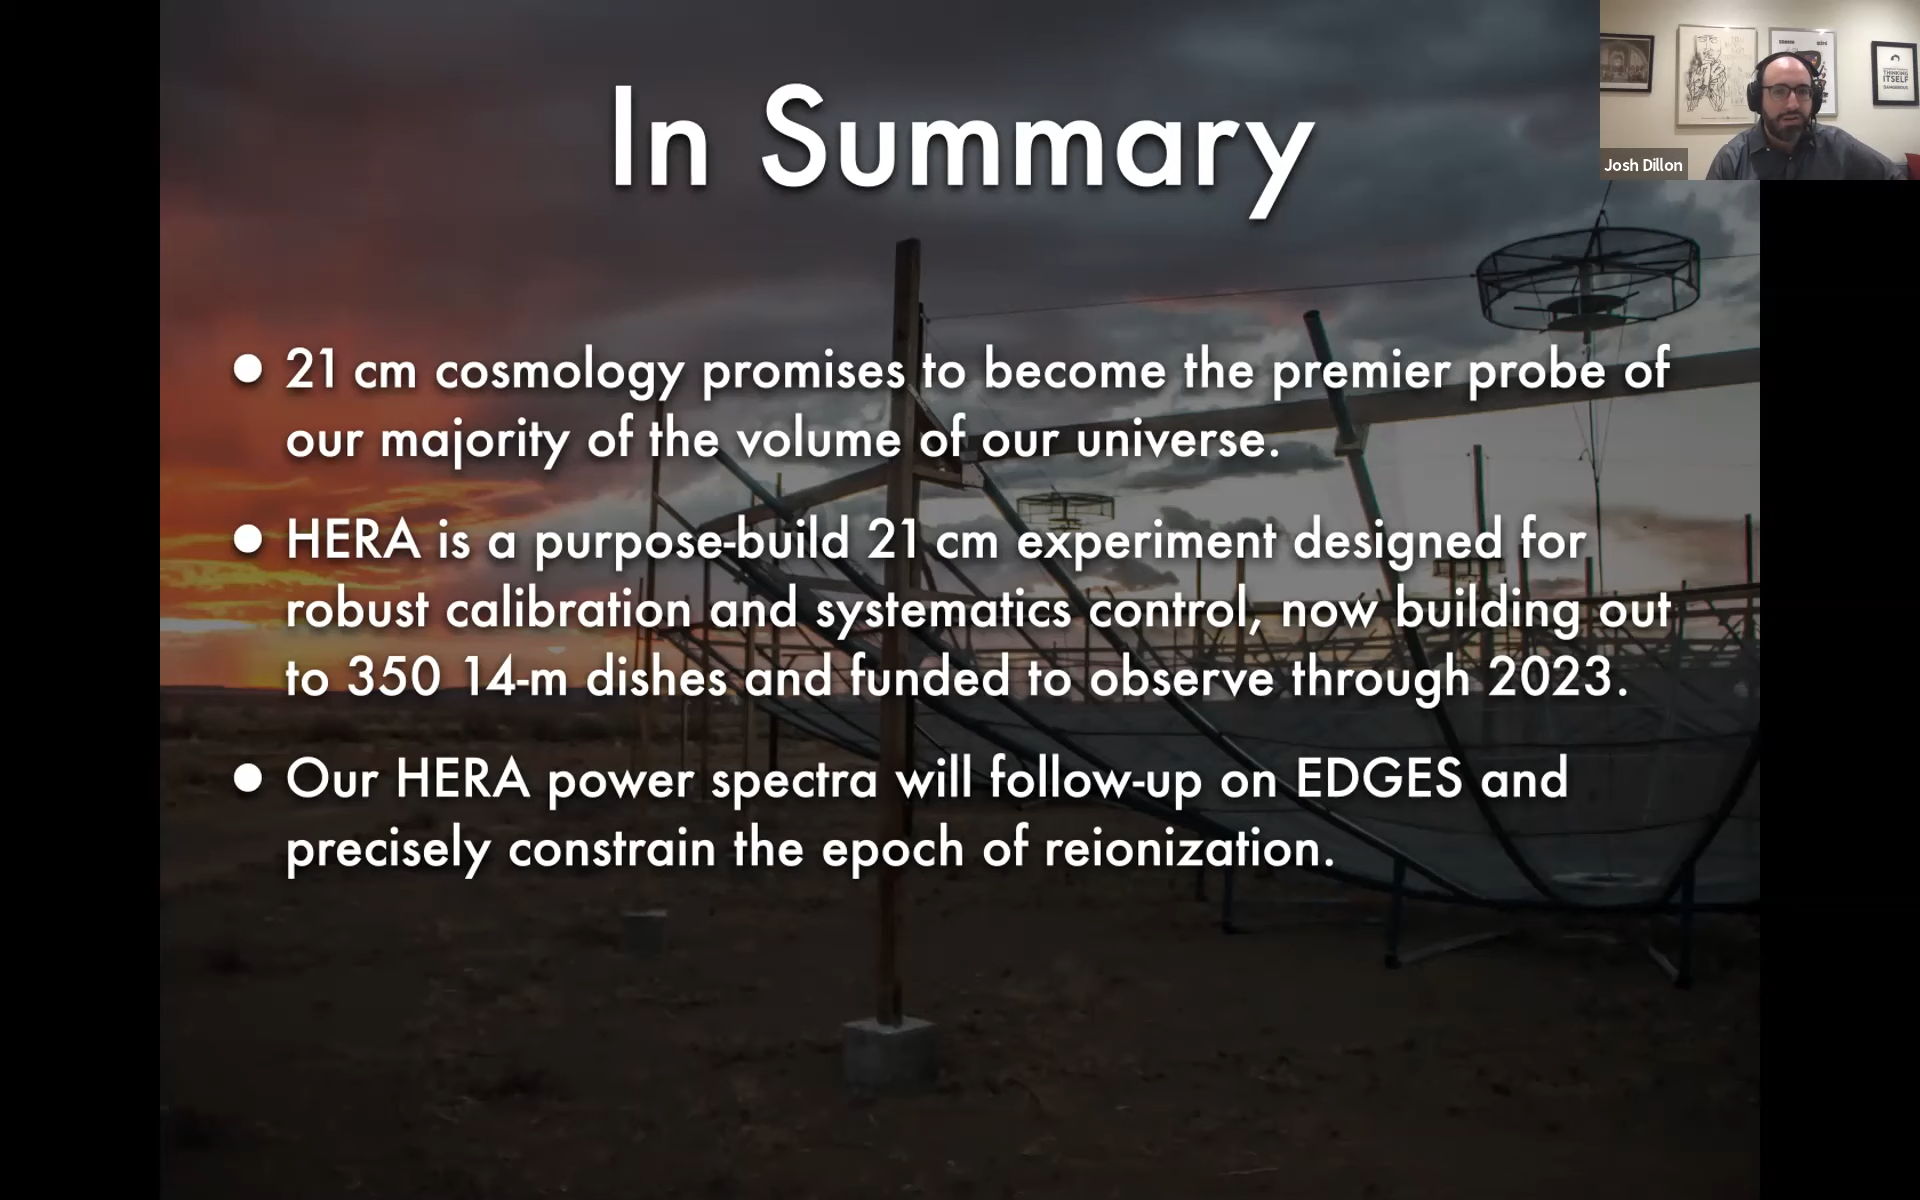 In Summary
Josh Dillon
THINKING
ITSELF
DANGEROUS
● 21 cm cosmology promises to become the premier probe of
our majority of the volume of our universe.
● HERA is a purpose-build 21 cm experiment designed for
robust calibration and systematics control, now building out
to 350 14-m dishes and funded to observe through 2023.
● Our HERA power spectra will follow-up on EDGES and
precisely constrain the epoch of reionization.